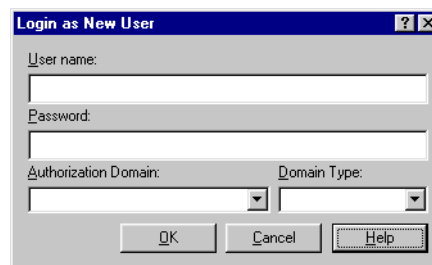 Login as New User
User name:
Password:
Authorization Domain: Domain Type:
OK Cancel Help